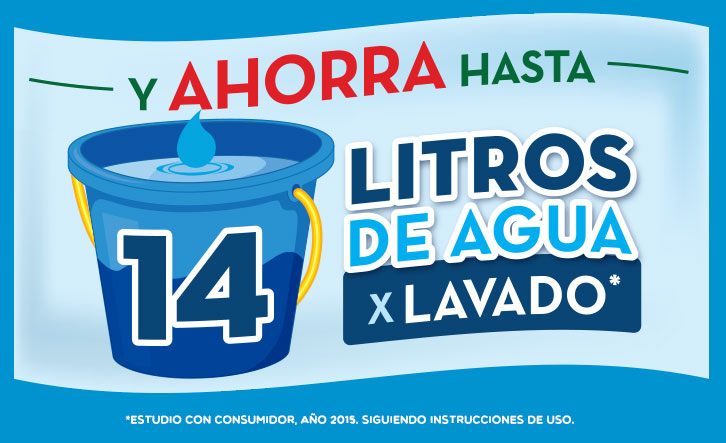 Y AHORRA HASTA
14
LITROS
DE AGUA
X LAVADO*
*ESTUDIO CON CONSUMIDOR, AÑO 2015. SIGUIENDO INSTRUCCIONES DE USO.